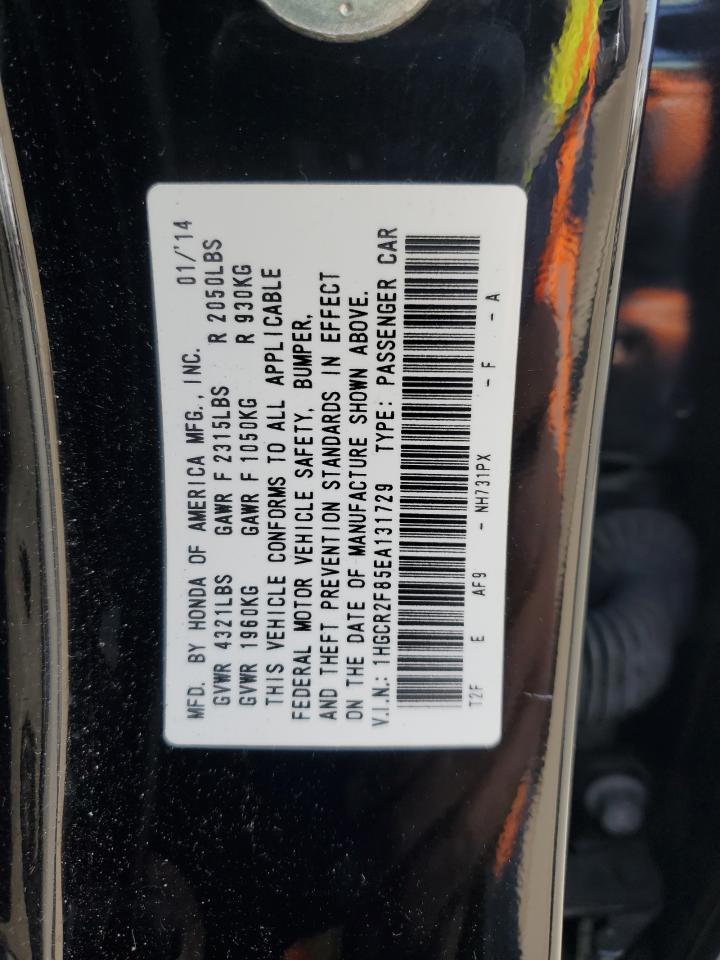 MFD. BY HONDA OF AMERICA MFG., INC. 01/'14
GVWR 4321LBS GAWR F 2315LBS R 2050LBS
GVWR 1960KG GAWR F 1050KG R 930KG
THIS VEHICLE CONFORMS TO ALL APPLICABLE
FEDERAL MOTOR VEHICLE SAFETY, BUMPER,
AND THEFT PREVENTION STANDARDS IN EFFECT
ON THE DATE OF MANUFACTURE SHOWN ABOVE.
V.I.N.: 1HGCR2F85EA131729 TYPE: PASSENGER CAR
T2F E AF9 - NH731PX - F - A